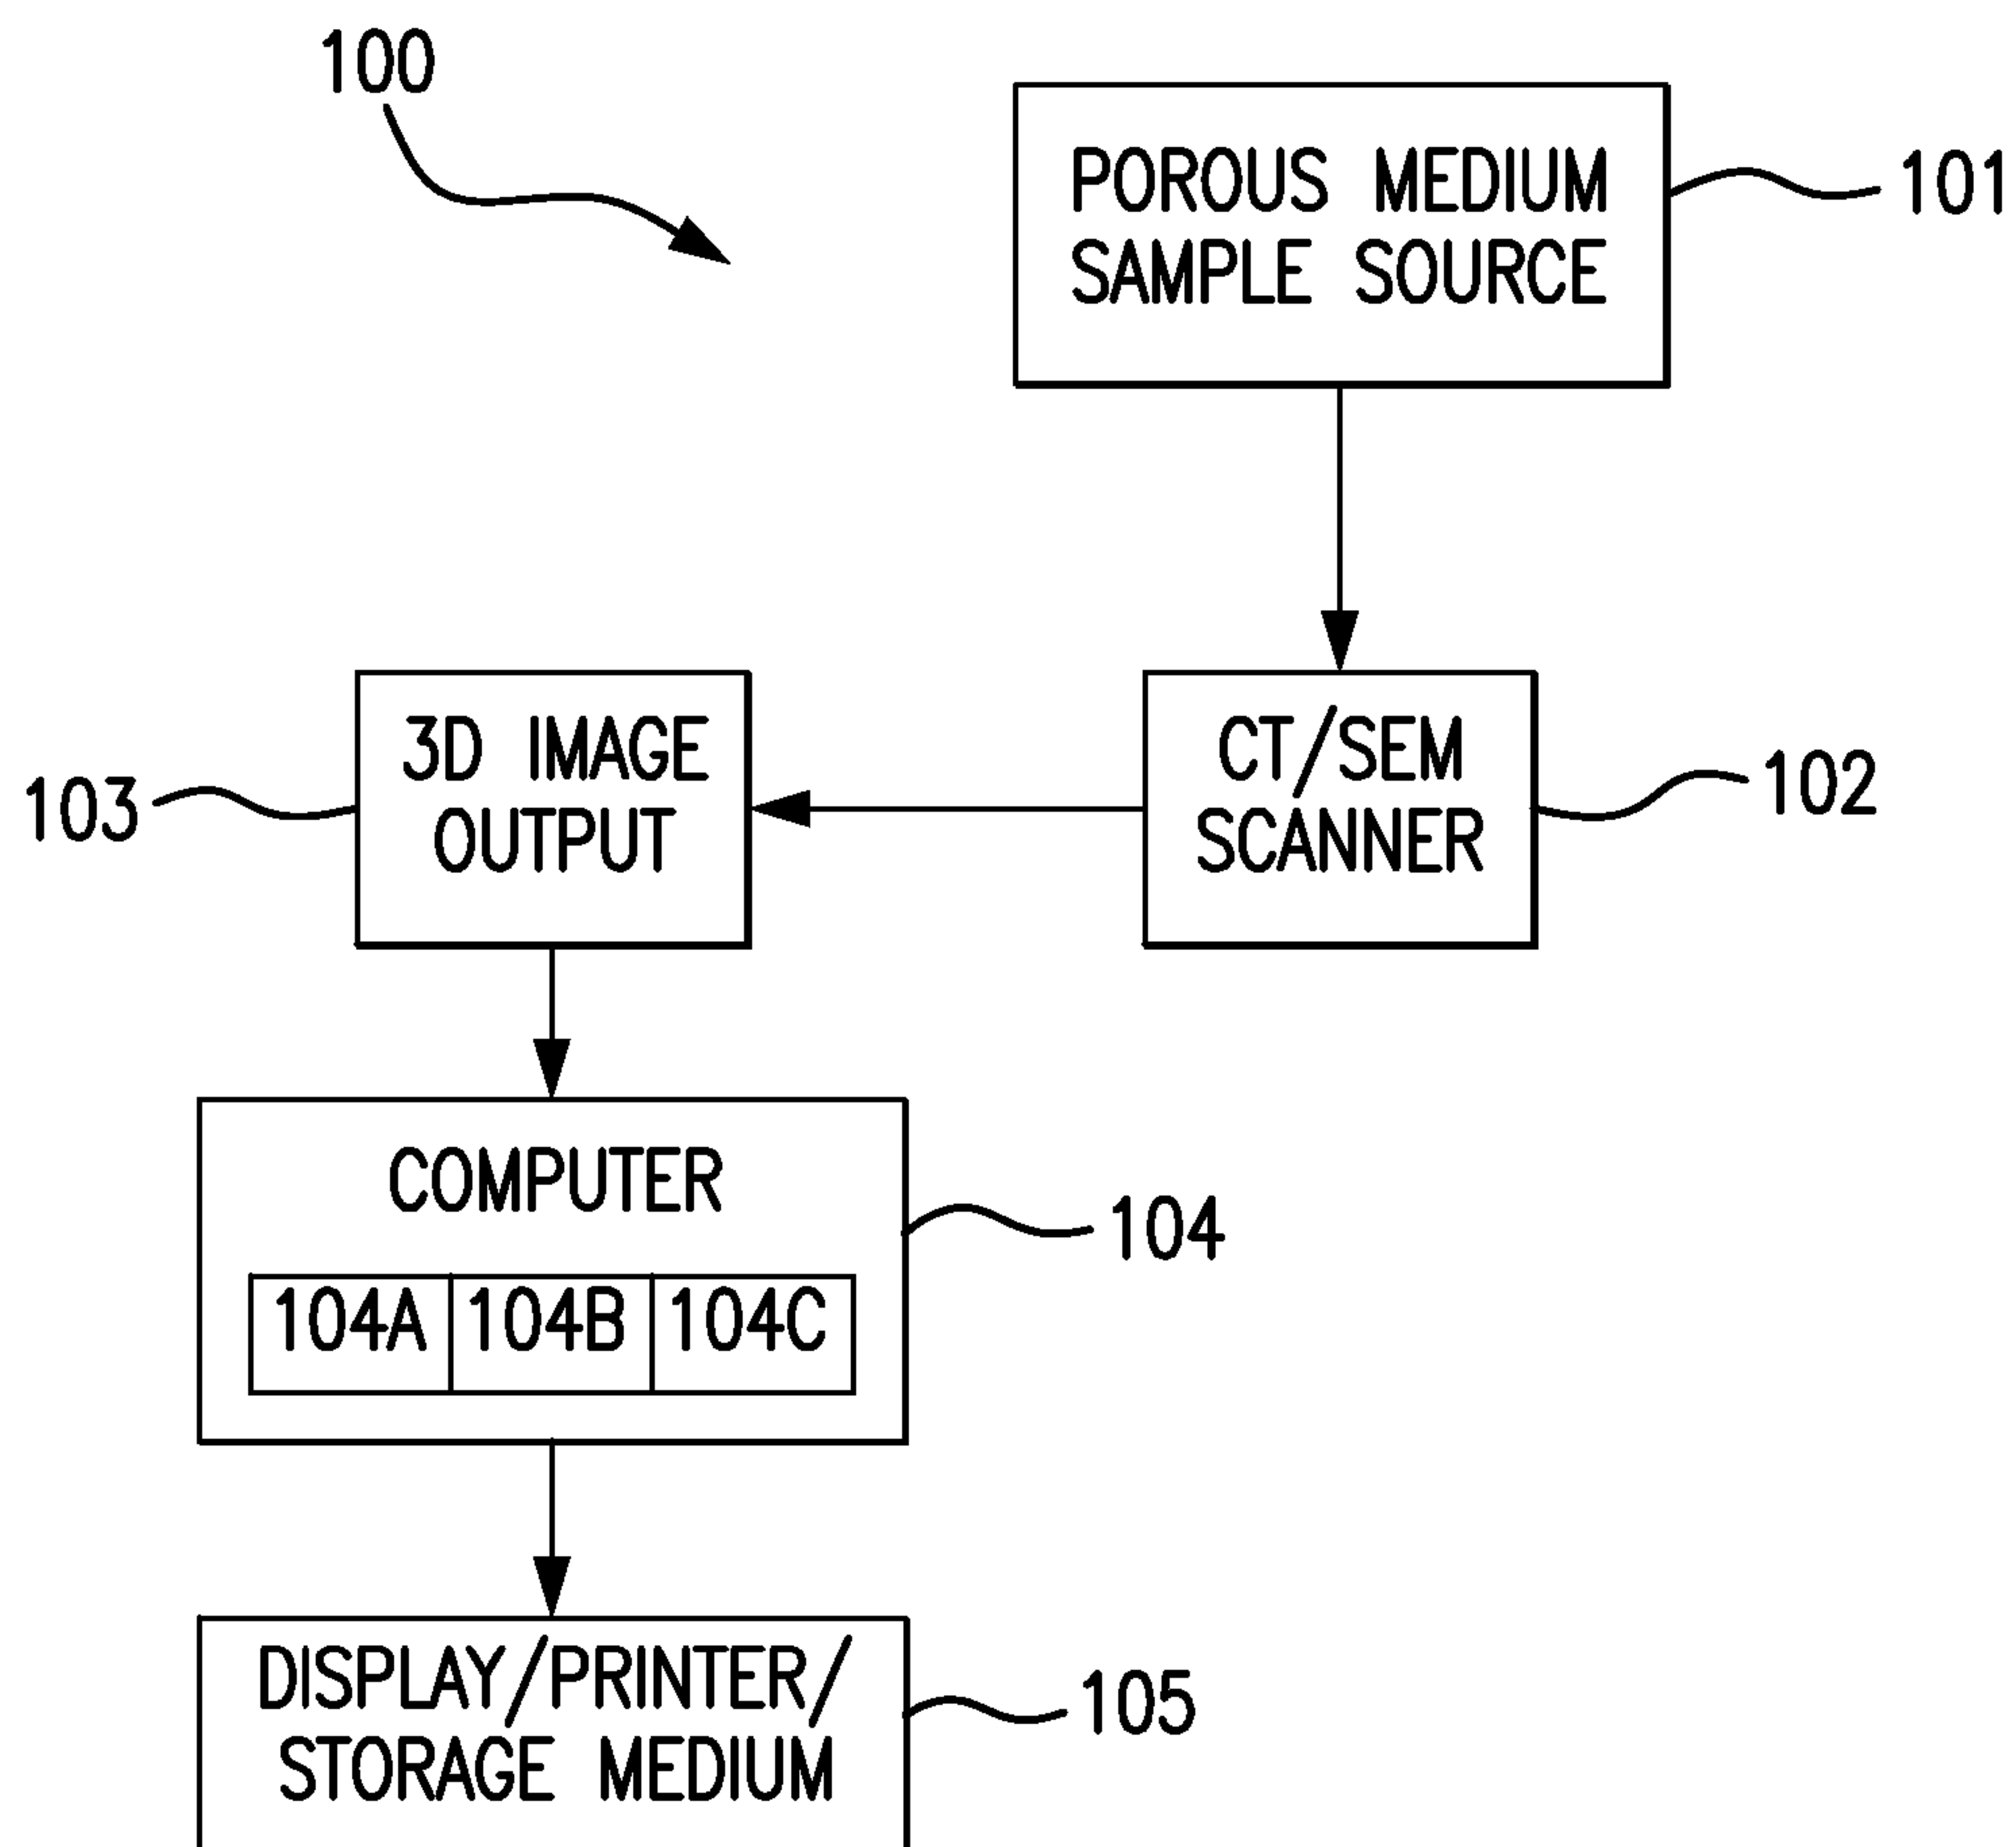 100
POROUS MEDIUM
SAMPLE SOURCE
101
3D IMAGE
OUTPUT
103
CT/SEM
SCANNER
102
COMPUTER
104A 104B 104C
104
DISPLAY/PRINTER/
STORAGE MEDIUM
105